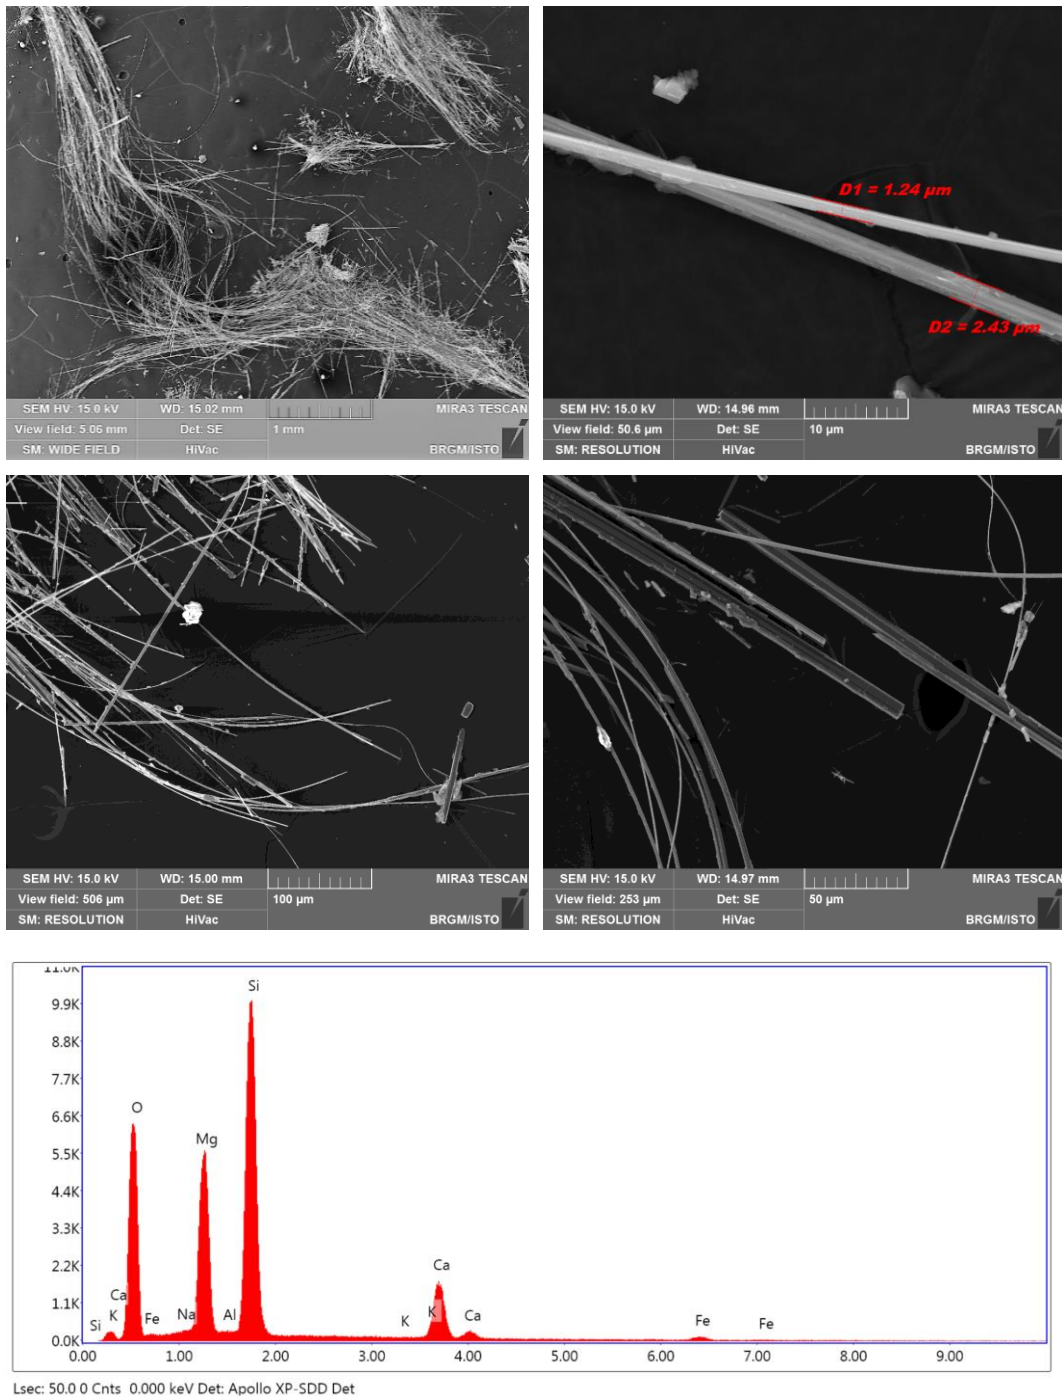 SEM HV: 15.0 kV WD: 15.02 mm MIRA3 TESCAN
View field: 5.06 mm Det: SE 1 mm
SM: WIDE FIELD HiVac BRGM/ISTO
D1 = 1.24 µm
D2 = 2.43 µm
SEM HV: 15.0 kV WD: 14.96 mm MIRA3 TESCAN
View field: 50.6 µm Det: SE 10 µm
SM: RESOLUTION HiVac BRGM/ISTO
SEM HV: 15.0 kV WD: 15.00 mm MIRA3 TESCAN
View field: 506 µm Det: SE 100 µm
SM: RESOLUTION HiVac BRGM/ISTO
SEM HV: 15.0 kV WD: 14.97 mm MIRA3 TESCAN
View field: 253 µm Det: SE 50 µm
SM: RESOLUTION HiVac BRGM/ISTO
11.0K
9.9K Si
8.8K
7.7K
6.6K O
5.5K Mg
4.4K
3.3K
2.2K Ca
1.1K Ca
Si K Fe Na Al K K Ca Fe Fe
0.0K
0.00 1.00 2.00 3.00 4.00 5.00 6.00 7.00 8.00 9.00
Lsec: 50.0 0 Cnts 0.000 keV Det: Apollo XP-SDD Det